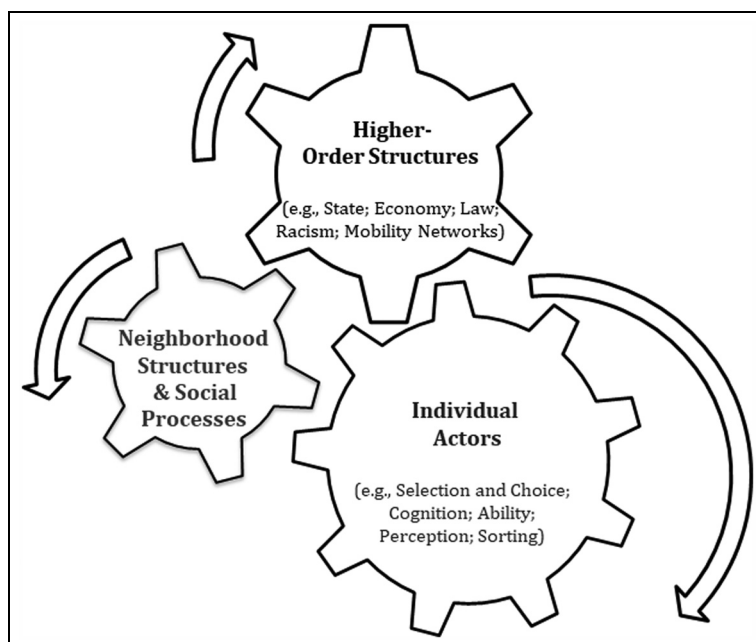 Higher-
Order Structures
(e.g., State; Economy; Law;
Racism; Mobility Networks)
Neighborhood
Structures
& Social
Processes
Individual
Actors
(e.g., Selection and Choice;
Cognition; Ability;
Perception; Sorting)